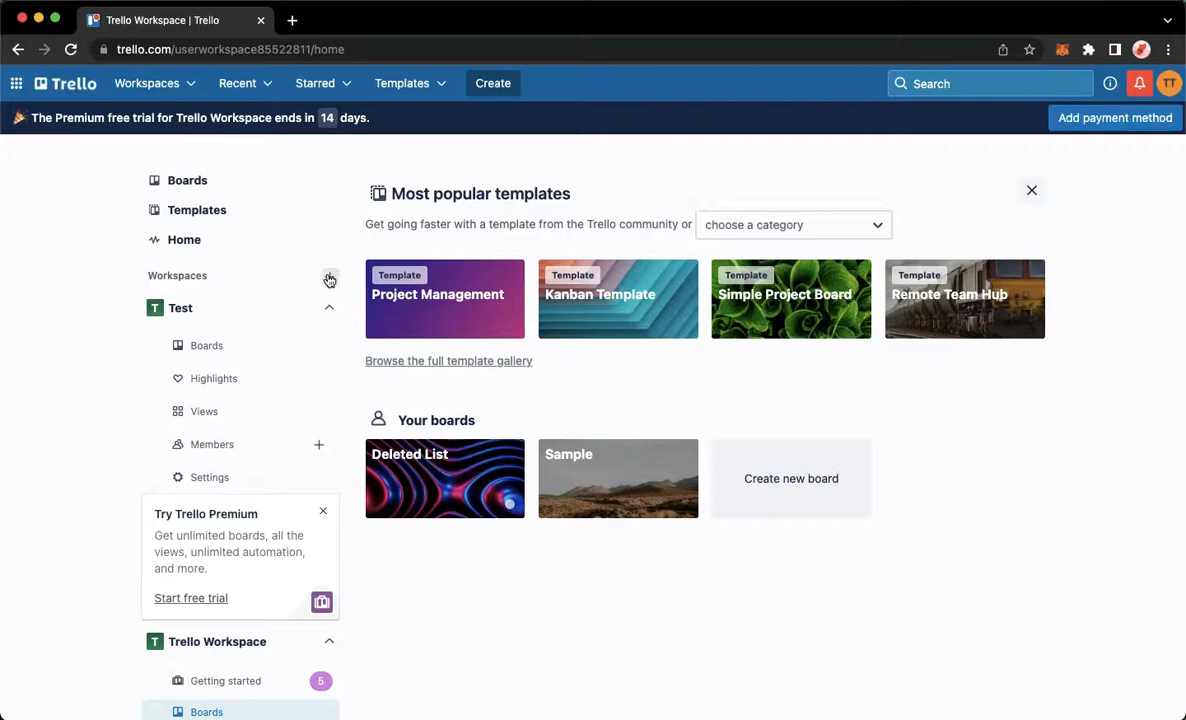 Trello Workspace | Trello
trello.com/userworkspace85522811/home
Trello
Workspaces
Recent
Starred
Templates
Create
Search
TT
The Premium free trial for Trello Workspace ends in 14 days.
Add payment method
Boards
Templates
Home
Workspaces
T Test
Boards
Highlights
Views
Members
Settings
Try Trello Premium
Get unlimited boards, all the
views, unlimited automation,
and more.
Start free trial
T Trello Workspace
Getting started 5
Boards
Most popular templates
Get going faster with a template from the Trello community or choose a category
Template
Project Management
Template
Kanban Template
Template
Simple Project Board
Template
Remote Team Hub
Browse the full template gallery
Your boards
Deleted List
Sample
Create new board